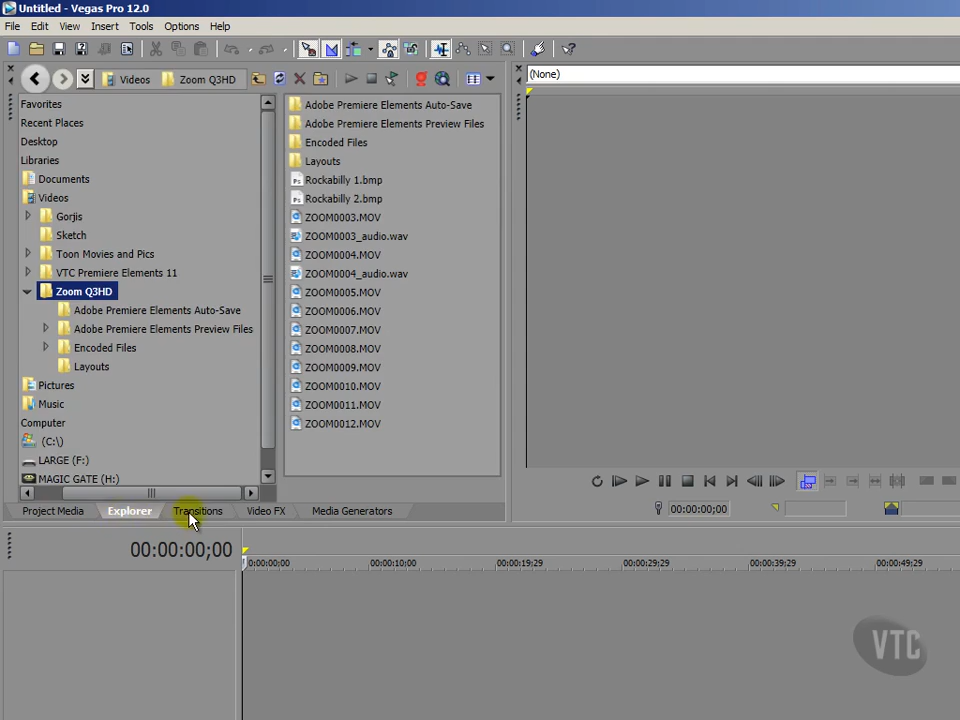 Untitled - Vegas Pro 12.0
File Edit View Insert Tools Options Help
Videos Zoom Q3HD
(None)
Favorites
Recent Places
Desktop
Libraries
Documents
Videos
Gorjis
Sketch
Toon Movies and Pics
VTC Premiere Elements 11
Zoom Q3HD
Adobe Premiere Elements Auto-Save
Adobe Premiere Elements Preview Files
Encoded Files
Layouts
Pictures
Music
Computer
(C:\)
LARGE (F:)
MAGIC GATE (H:)
Adobe Premiere Elements Auto-Save
Adobe Premiere Elements Preview Files
Encoded Files
Layouts
Rockabilly 1.bmp
Rockabilly 2.bmp
ZOOM0003.MOV
ZOOM0003_audio.wav
ZOOM0004.MOV
ZOOM0004_audio.wav
ZOOM0005.MOV
ZOOM0006.MOV
ZOOM0007.MOV
ZOOM0008.MOV
ZOOM0009.MOV
ZOOM0010.MOV
ZOOM0011.MOV
ZOOM0012.MOV
Project Media Explorer Transitions Video FX Media Generators
00:00:00;00
00:00:00;00
0:00:00;00 00:00:10;00 00:00:19;29 00:00:29;29 00:00:39;29 00:00:49;29
VTC